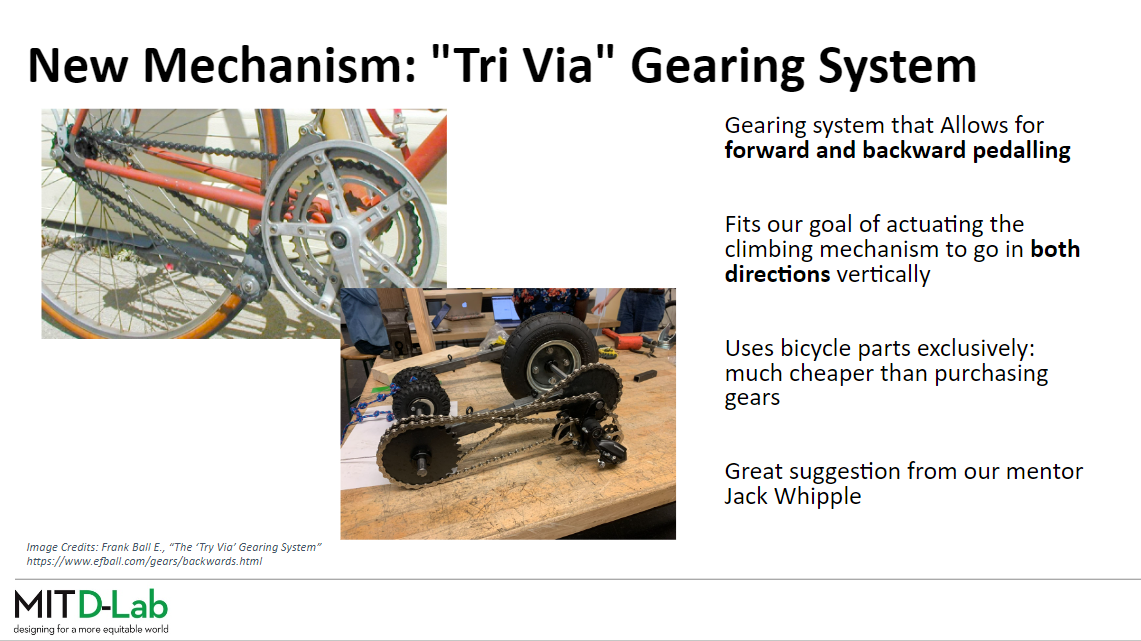 New Mechanism: "Tri Via" Gearing System
Gearing system that Allows for
forward and backward pedalling
Fits our goal of actuating the
climbing mechanism to go in both
directions vertically
Uses bicycle parts exclusively:
much cheaper than purchasing
gears
Great suggestion from our mentor
Jack Whipple
Image Credits: Frank Ball E., “The ‘Try Via’ Gearing System”
https://www.efball.com/gears/backwards.html
MIT D-Lab
designing for a more equitable world